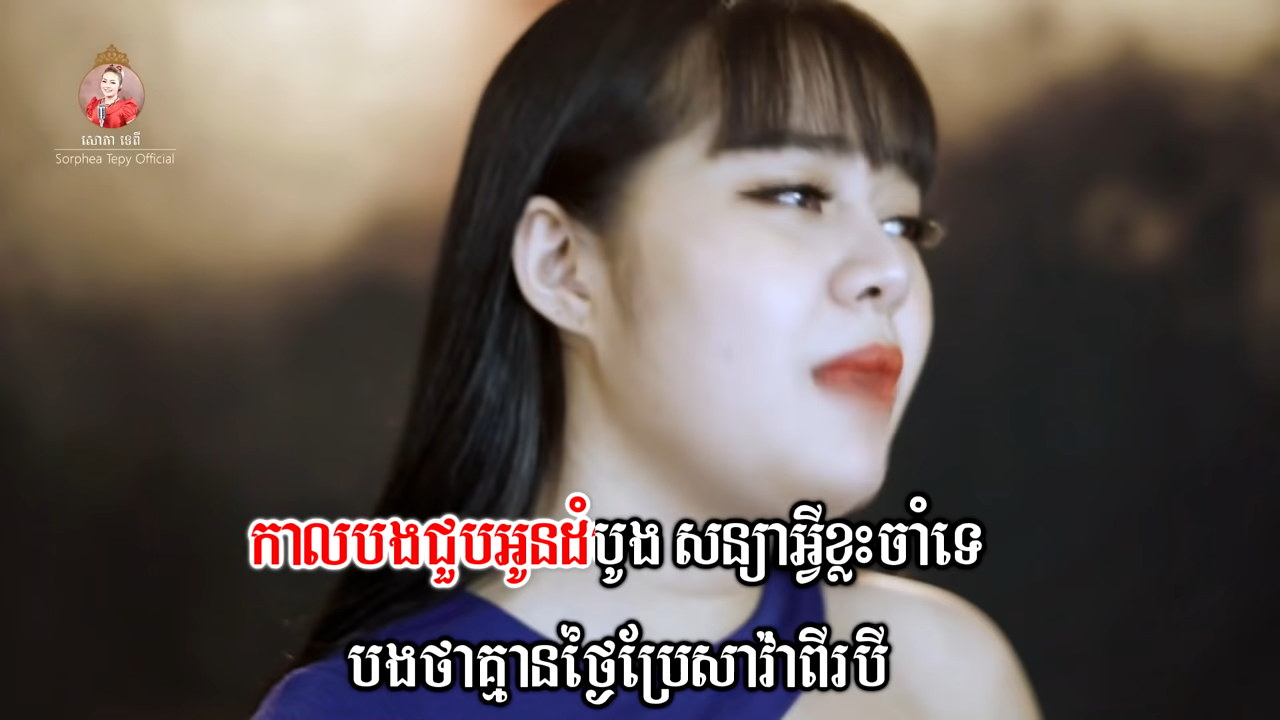 សោភា ទេពី
Sorphea Tepy Official
កាលបងជួបអូនដំបូង សន្យាអ្វីខ្លះចាំទេ
បងថាគ្មានថ្ងៃប្រែសាវ៉ាពីរបី